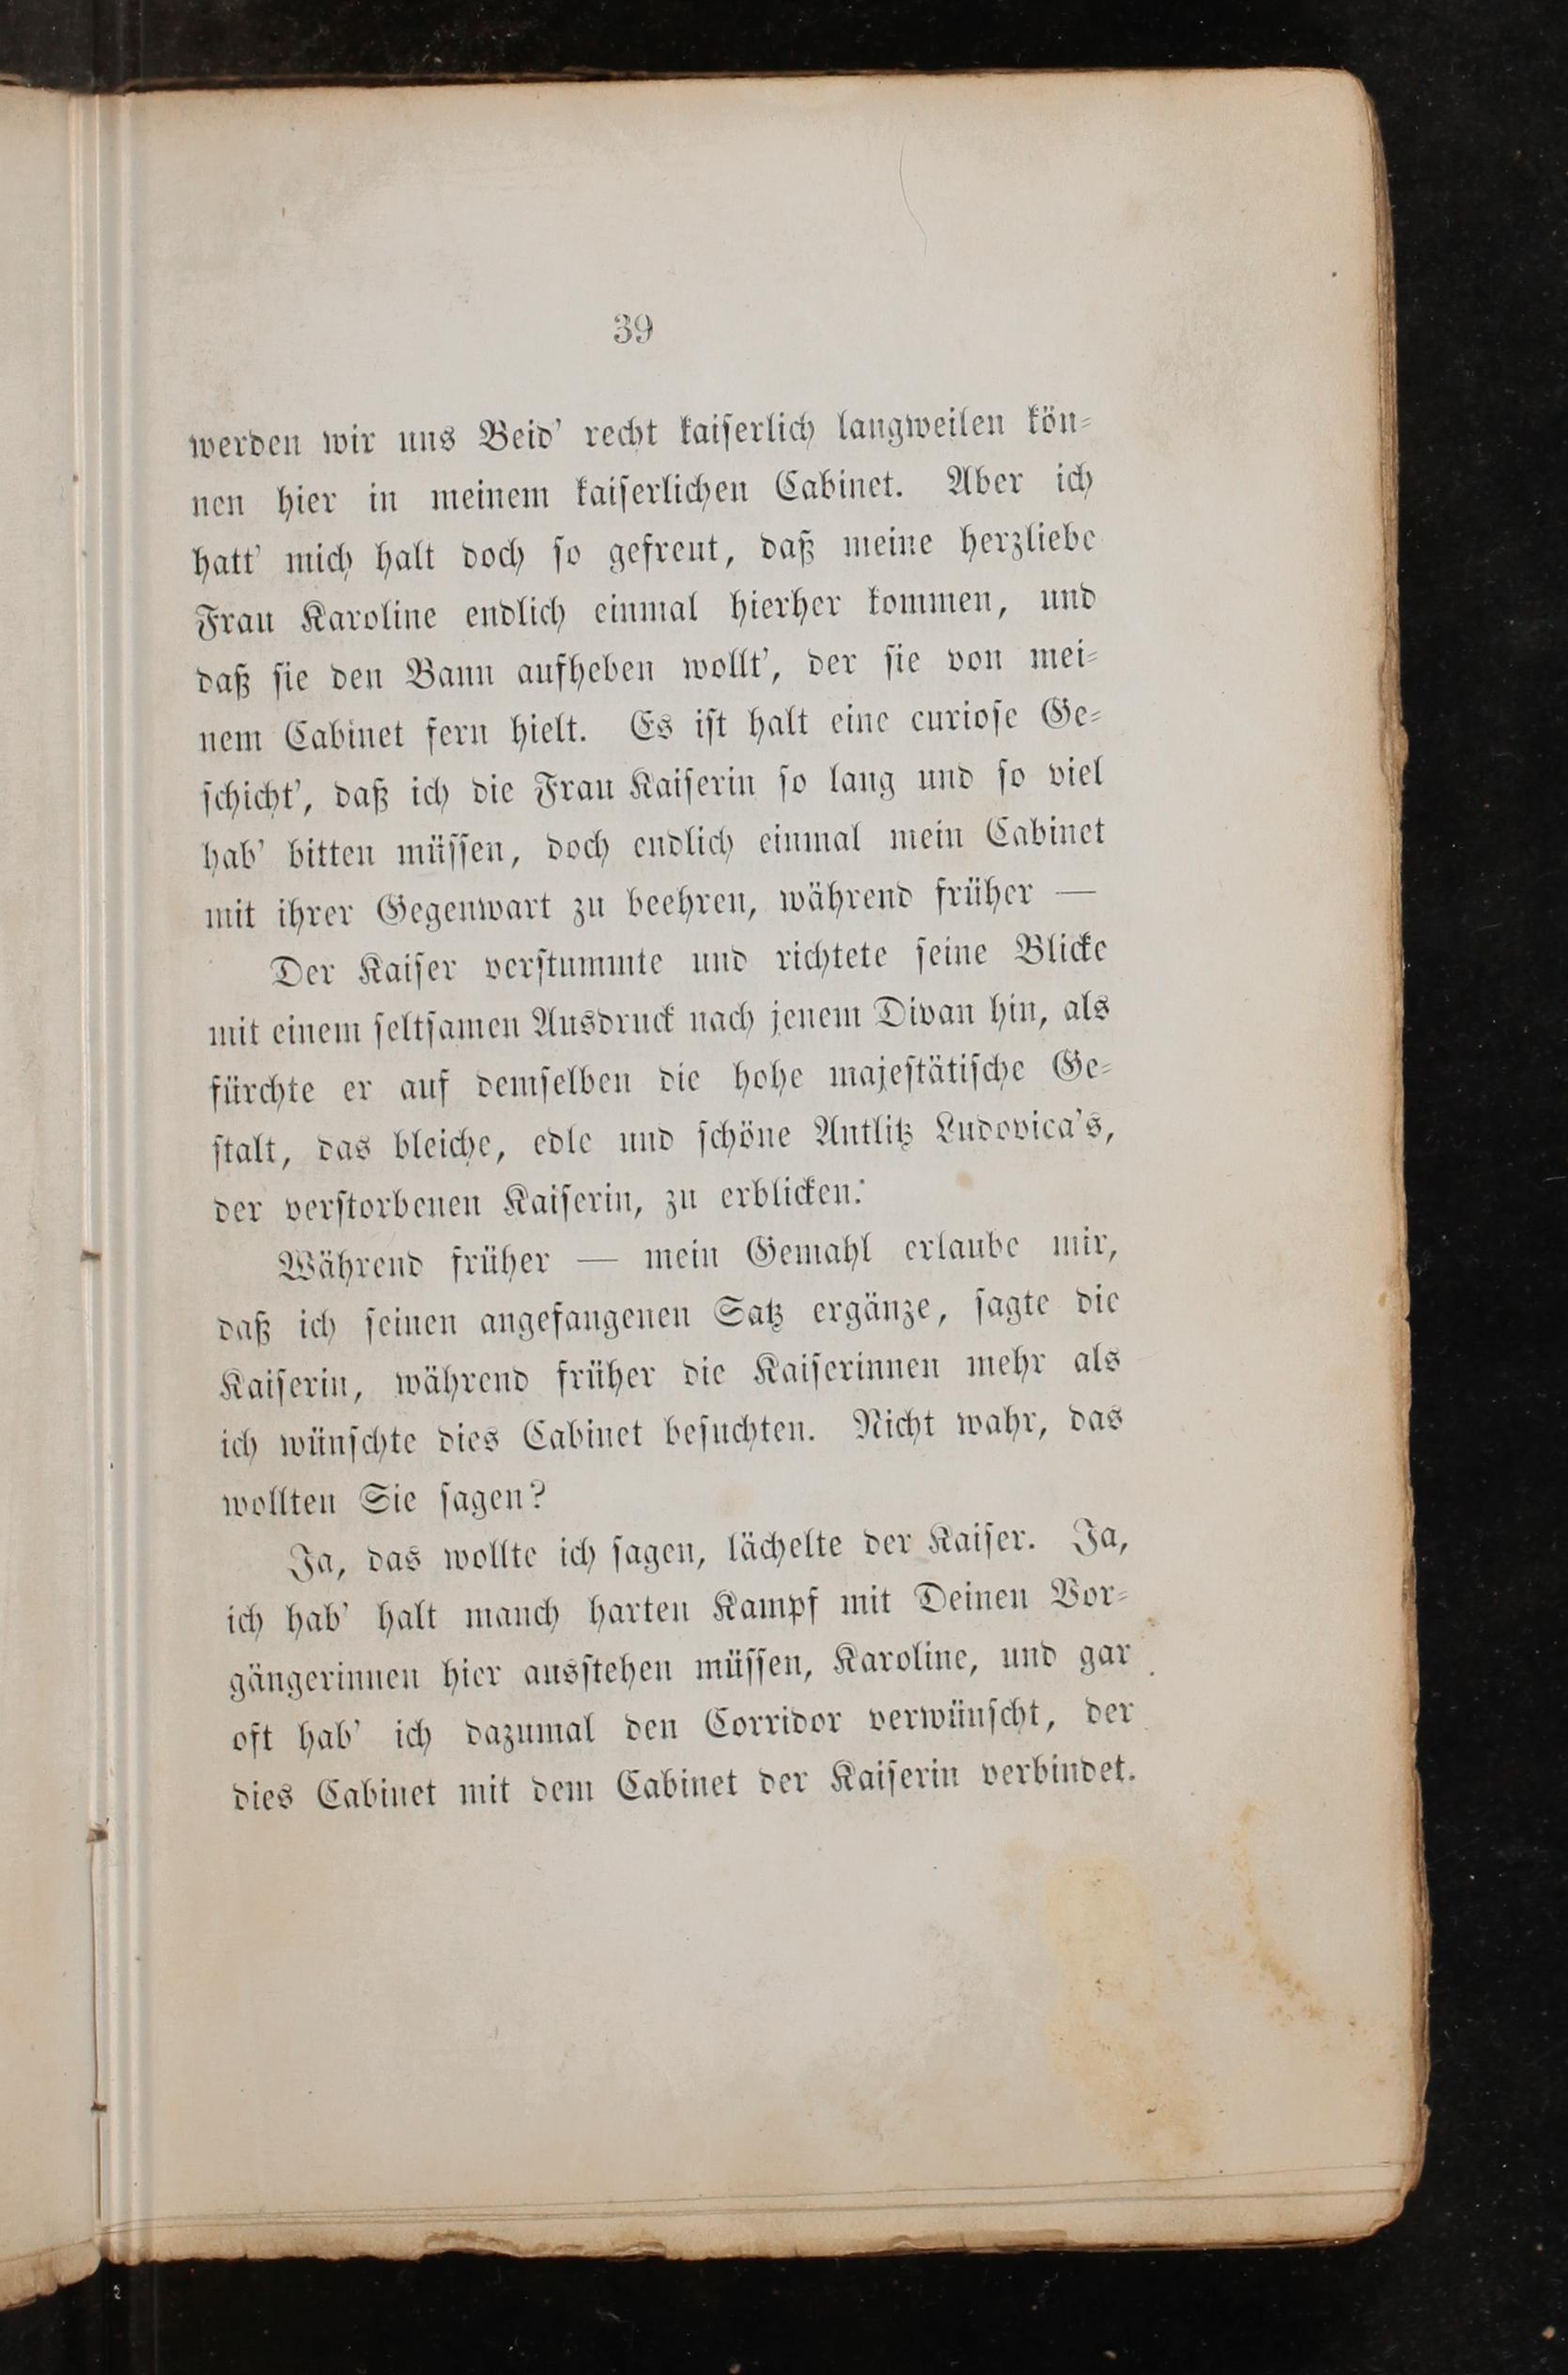 39
werden wir uns Beid' recht kaiserlich langweilen kön-
nen hier in meinem kaiserlichen Cabinet. Aber ich
hatt' mich halt doch so gefreut, daß meine herzliebe
Frau Karoline endlich einmal hierher kommen, und
daß sie den Bann aufheben wollt', der sie von mei-
nem Cabinet fern hielt. Es ist halt eine curiose Ge-
schicht', daß ich die Frau Kaiserin so lang und so viel
hab' bitten müssen, doch endlich einmal mein Cabinet
mit ihrer Gegenwart zu beehren, während früher —
Der Kaiser verstummte und richtete seine Blicke
mit einem seltsamen Ausdruck nach jenem Divan hin, als
fürchte er auf demselben die hohe majestätische Ge-
stalt, das bleiche, edle und schöne Antlitz Ludovica's,
der verstorbenen Kaiserin, zu erblicken.
Während früher — mein Gemahl erlaube mir,
daß ich seinen angefangenen Satz ergänze, sagte die
Kaiserin, während früher die Kaiserinnen mehr als
ich wünschte dies Cabinet besuchten. Nicht wahr, das
wollten Sie sagen?
Ja, das wollte ich sagen, lächelte der Kaiser. Ja,
ich hab' halt manch harten Kampf mit Deinen Vor-
gängerinnen hier ausstehen müssen, Karoline, und gar
oft hab' ich dazumal den Corridor verwünscht, der
dies Cabinet mit dem Cabinet der Kaiserin verbindet.